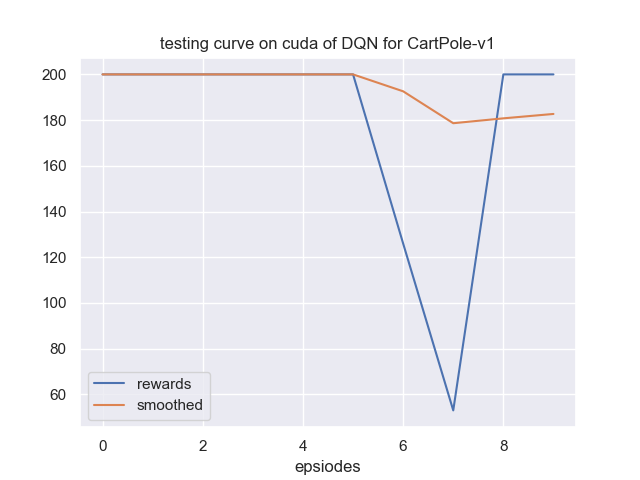 testing curve on cuda of DQN for CartPole-v1
200
180
160
140
120
100
80
60
rewards
smoothed
0 2 4 6 8
epsiodes